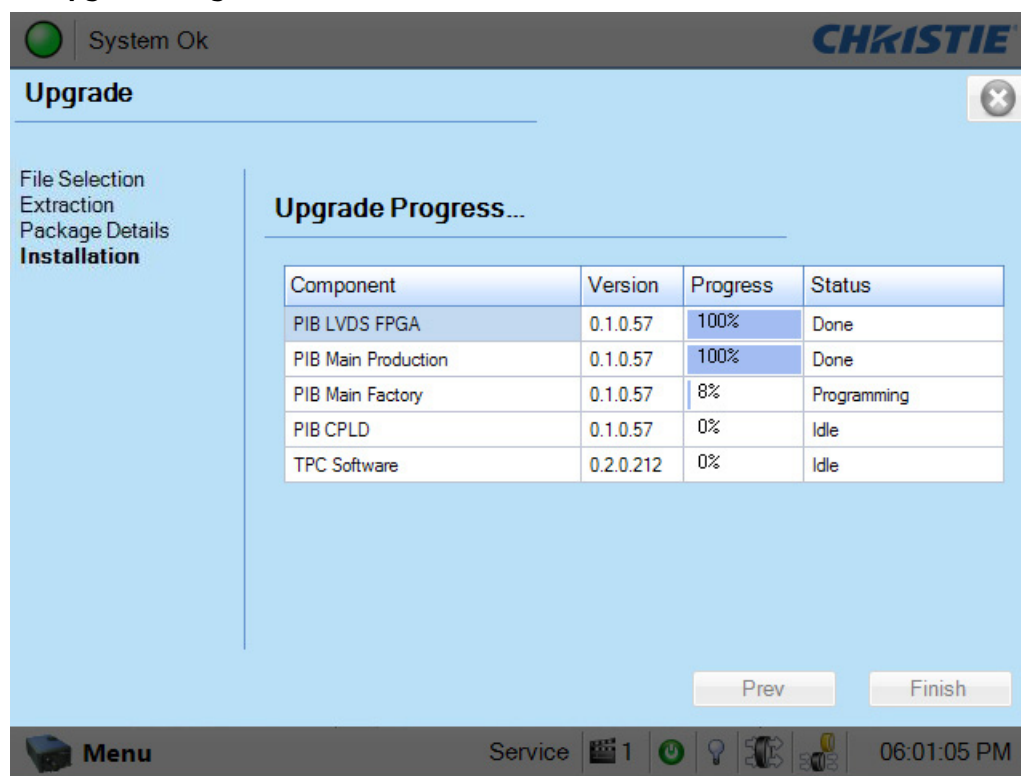 System Ok
CHRISTIE
Upgrade
File Selection
Extraction
Package Details
Installation
Upgrade Progress...
Component Version Progress Status
PIB LVDS FPGA 0.1.0.57 100% Done
PIB Main Production 0.1.0.57 100% Done
PIB Main Factory 0.1.0.57 8% Programming
PIB CPLD 0.1.0.57 0% Idle
TPC Software 0.2.0.212 0% Idle
Prev Finish
Menu Service 1 06:01:05 PM